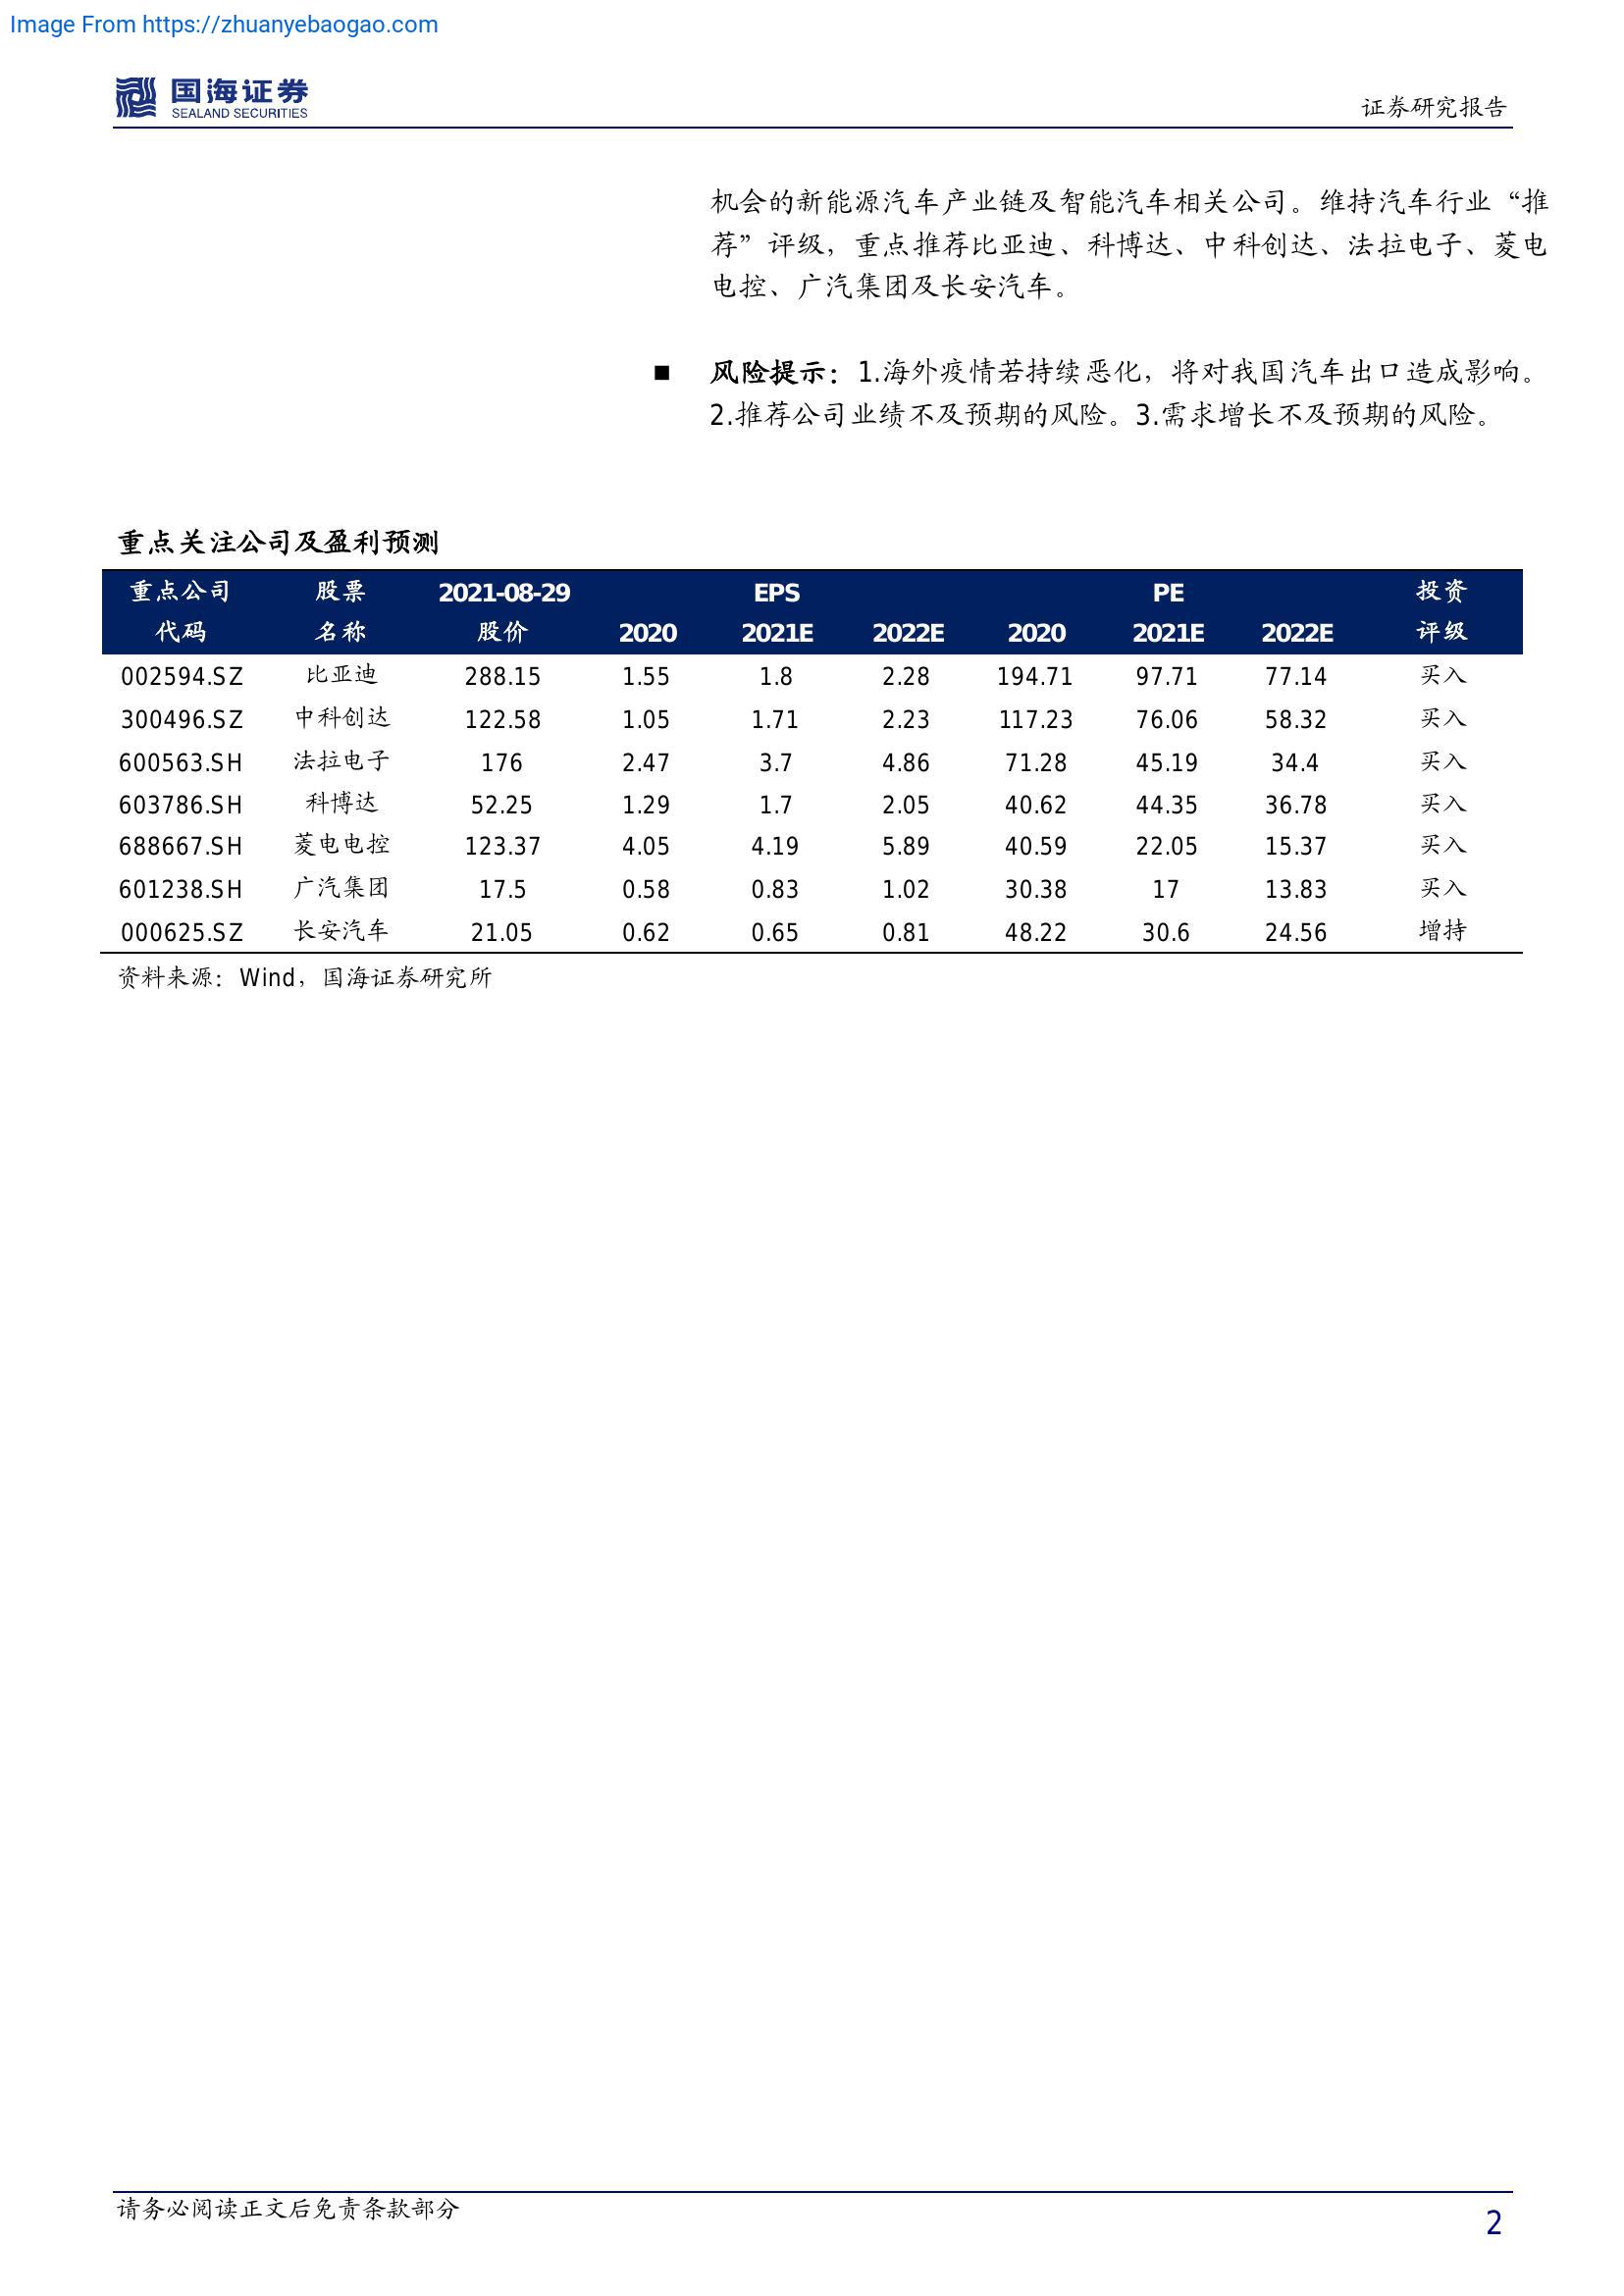 Image From https://zhuanyebaogao.com
国海证券
SEALAND SECURITIES
证券研究报告
机会的新能源汽车产业链及智能汽车相关公司。维持汽车行业“推
荐”评级，重点推荐比亚迪、科博达、中科创达、法拉电子、菱电
电控、广汽集团及长安汽车。
■ 风险提示：1.海外疫情若持续恶化，将对我国汽车出口造成影响。
2.推荐公司业绩不及预期的风险。3.需求增长不及预期的风险。
重点关注公司及盈利预测
重点公司 股票 2021-08-29 EPS PE 投资
代码 名称 股价 2020 2021E 2022E 2020 2021E 2022E 评级
002594.SZ 比亚迪 288.15 1.55 1.8 2.28 194.71 97.71 77.14 买入
300496.SZ 中科创达 122.58 1.05 1.71 2.23 117.23 76.06 58.32 买入
600563.SH 法拉电子 176 2.47 3.7 4.86 71.28 45.19 34.4 买入
603786.SH 科博达 52.25 1.29 1.7 2.05 40.62 44.35 36.78 买入
688667.SH 菱电电控 123.37 4.05 4.19 5.89 40.59 22.05 15.37 买入
601238.SH 广汽集团 17.5 0.58 0.83 1.02 30.38 17 13.83 买入
000625.SZ 长安汽车 21.05 0.62 0.65 0.81 48.22 30.6 24.56 增持
资料来源：Wind，国海证券研究所
请务必阅读正文后免责条款部分
2